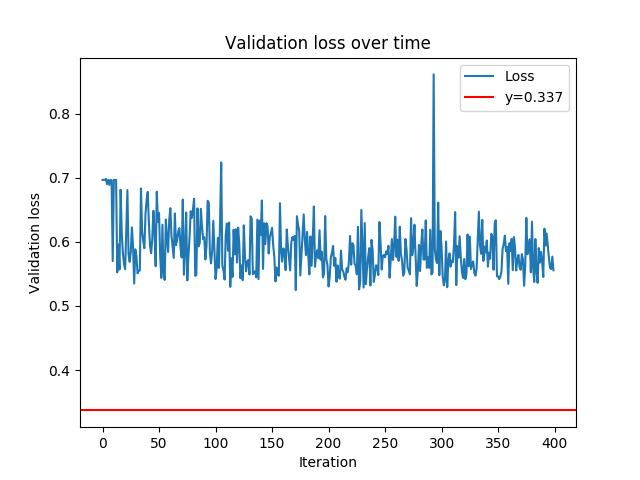 Validation loss over time
Loss
y=0.337
0.8
0.7
0.6
0.5
0.4
Validation loss
0 50 100 150 200 250 300 350 400
Iteration